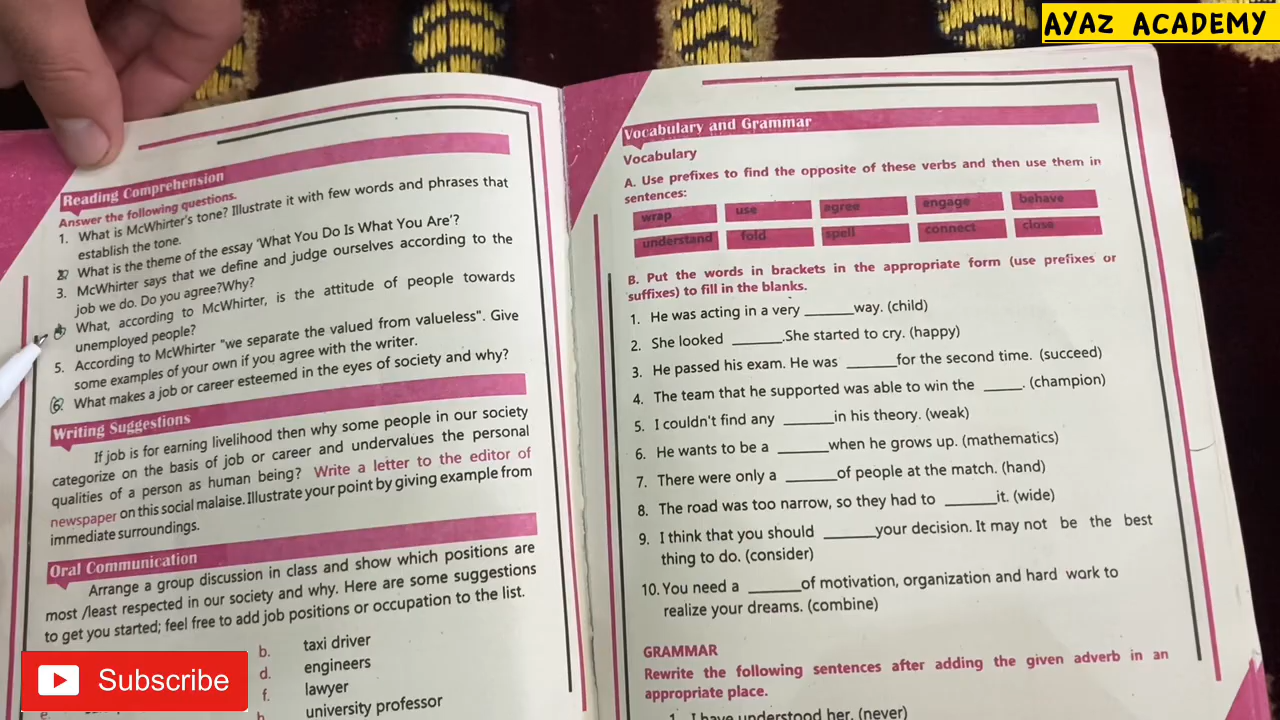 AYAZ ACADEMY
Reading Comprehension
Answer the following questions.
1. What is McWhirter's tone? Illustrate it with few words and phrases that
establish the tone.
What is the theme of the essay 'What You Do Is What You Are'?
3. McWhirter says that we define and judge ourselves according to the
job we do. Do you agree?Why?
What, according to McWhirter, is the attitude of people towards
unemployed people?
5. According to McWhirter "we separate the valued from valueless". Give
some examples of your own if you agree with the writer.
6. What makes a job or career esteemed in the eyes of society and why?
Writing Suggestions
If job is for earning livelihood then why some people in our society
categorize on the basis of job or career and undervalues the personal
qualities of a person as human being? Write a letter to the editor of
newspaper on this social malaise. Illustrate your point by giving example from
immediate surroundings.
Oral Communication
Arrange a group discussion in class and show which positions are
most /least respected in our society and why. Here are some suggestions
to get you started; feel free to add job positions or occupation to the list.
b. taxi driver
d. engineers
f. lawyer
h. university professor
e.
Subscribe
Vocabulary and Grammar
Vocabulary
A. Use prefixes to find the opposite of these verbs and then use them in
sentences:
wrap use agree engage behave
understand fold spell connect close
B. Put the words in brackets in the appropriate form (use prefixes or
suffixes) to fill in the blanks.
1. He was acting in a very ______way. (child)
2. She looked ______.She started to cry. (happy)
3. He passed his exam. He was ______for the second time. (succeed)
4. The team that he supported was able to win the _____. (champion)
5. I couldn't find any ______in his theory. (weak)
6. He wants to be a ______when he grows up. (mathematics)
7. There were only a ______of people at the match. (hand)
8. The road was too narrow, so they had to ______it. (wide)
9. I think that you should ______your decision. It may not be the best
thing to do. (consider)
10. You need a ______of motivation, organization and hard work to
realize your dreams. (combine)
GRAMMAR
Rewrite the following sentences after adding the given adverb in an
appropriate place.
1. I have understood her. (never)